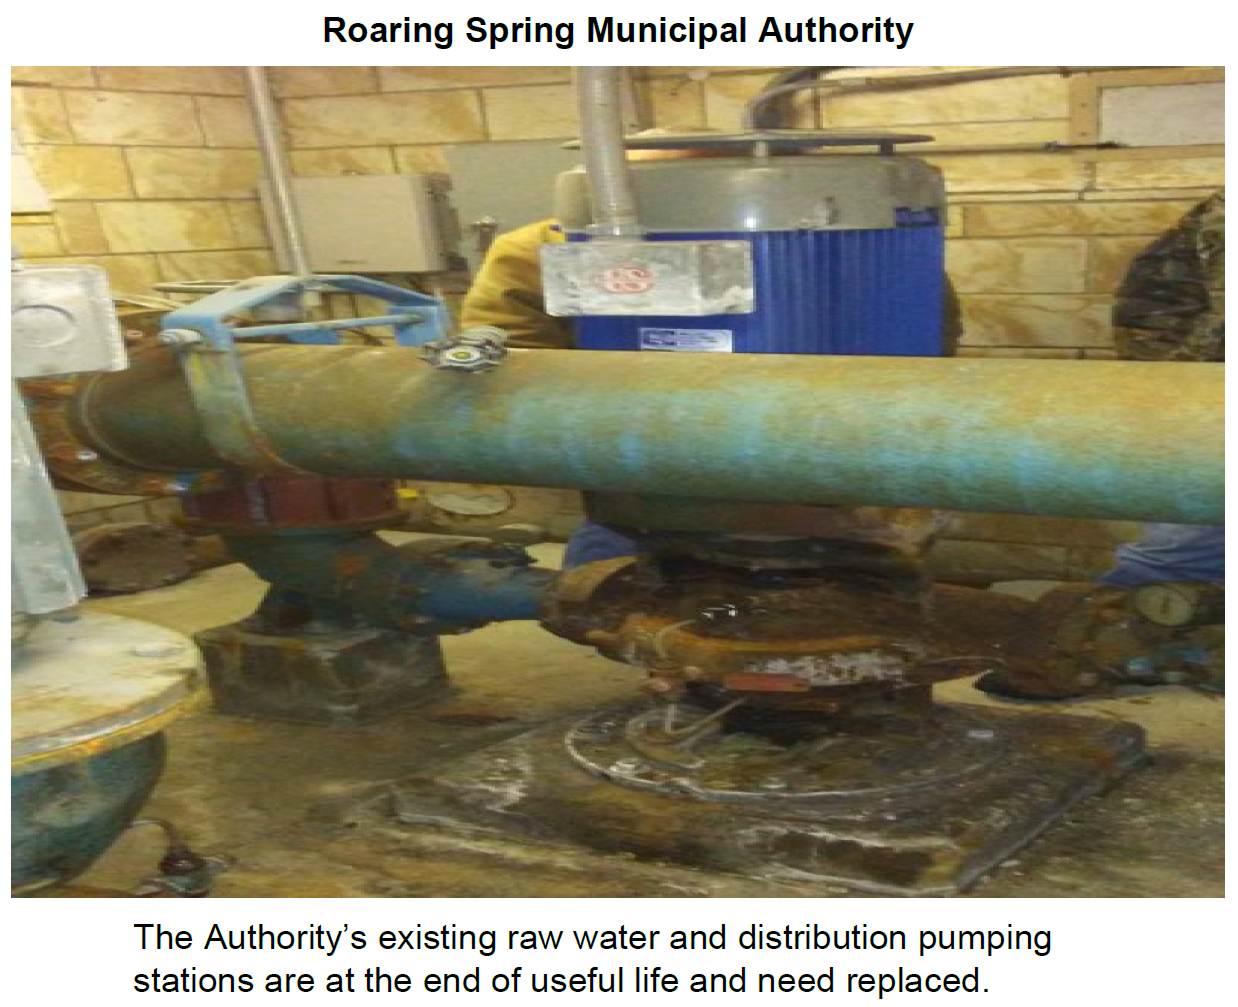 Roaring Spring Municipal Authority
The Authority's existing raw water and distribution pumping
stations are at the end of useful life and need replaced.